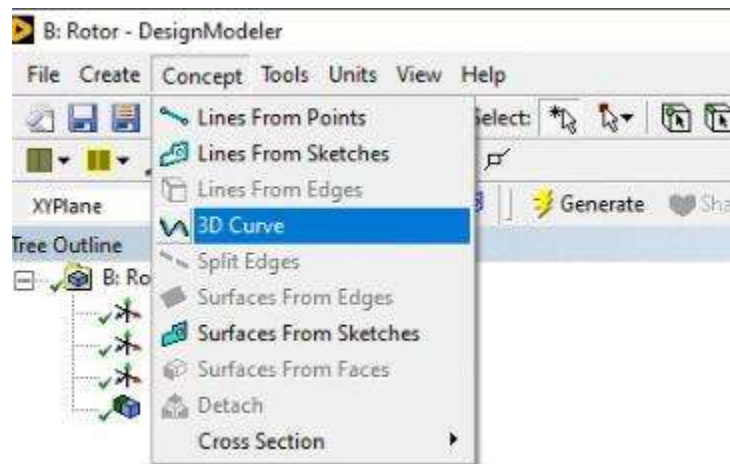 B: Rotor - DesignModeler
File Create Concept Tools Units View Help
Select:
XYPlane
Generate
Sha
Tree Outline
B: Ro
Lines From Points
Lines From Sketches
Lines From Edges
3D Curve
Split Edges
Surfaces From Edges
Surfaces From Sketches
Surfaces From Faces
Detach
Cross Section